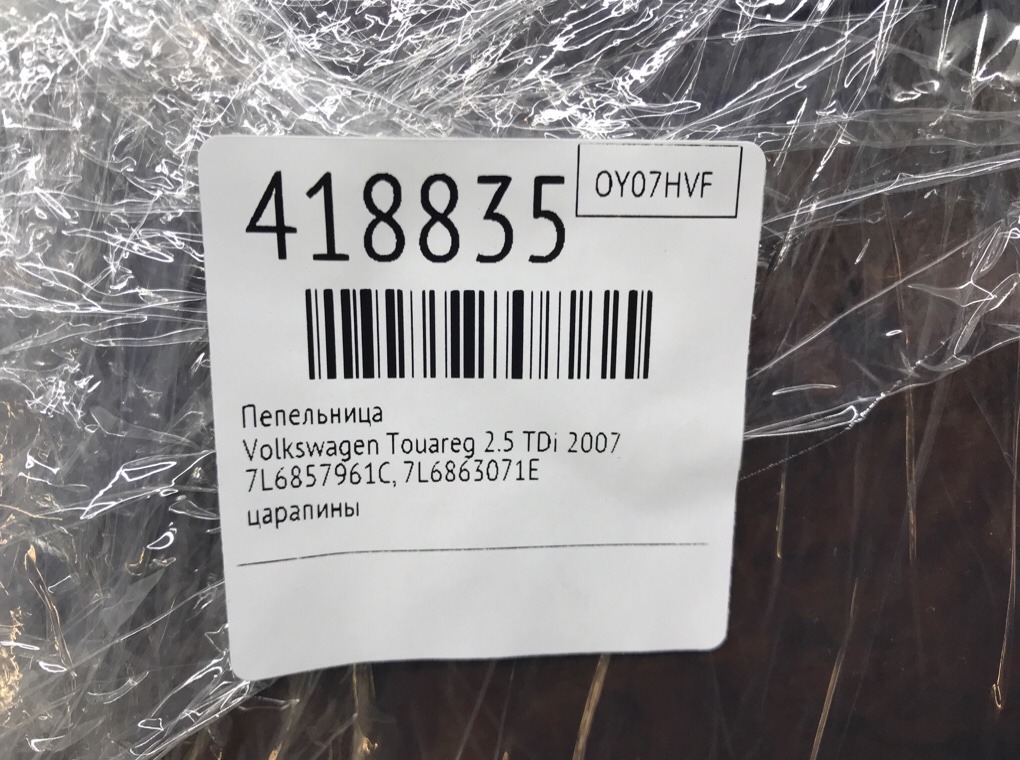 418835
OY07HVF
Пепельница
Volkswagen Touareg 2.5 TDi 2007
7L6857961C, 7L6863071E
царапины